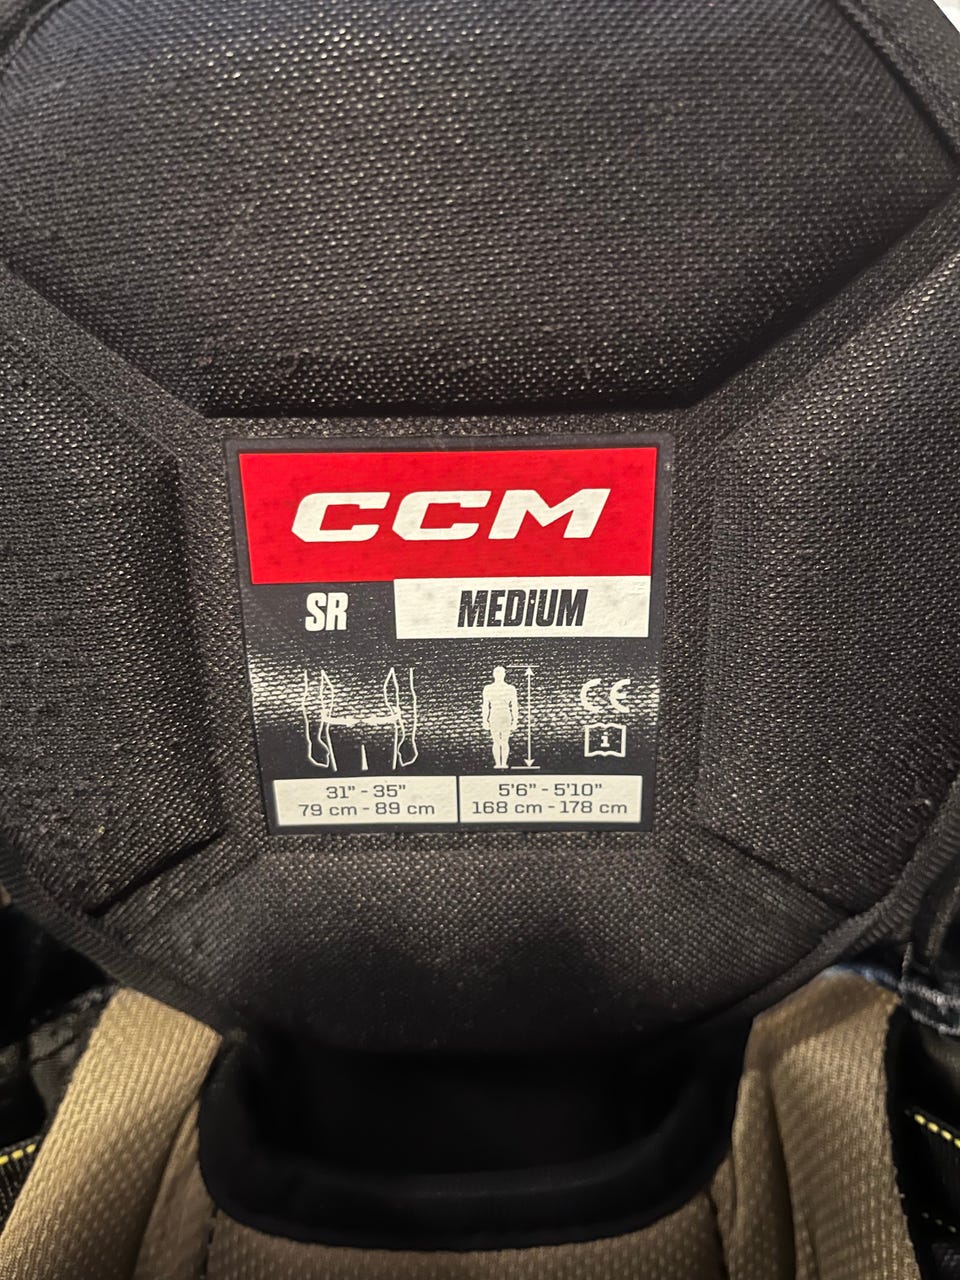 CCM
SR MEDIUM
CE
i
31” - 35”
79 cm - 89 cm
5'6” - 5'10”
168 cm - 178 cm